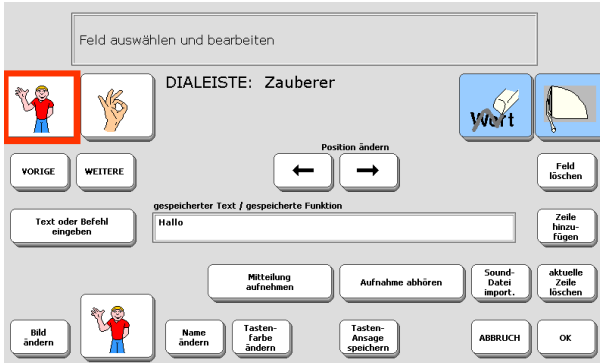 Feld auswählen und bearbeiten
DIALEISTE: Zauberer
Wort
Position ändern
VORIGE
WEITERE
Feld
löschen
gespeicherter Text / gespeicherte Funktion
Text oder Befehl
eingeben
Hallo
Zeile
hinzu-
fügen
Mitteilung
aufnehmen
Aufnahme abhören
Sound-
Datei
import.
aktuelle
Zeile
löschen
Bild
ändern
Name
ändern
Tasten-
farbe
ändern
Tasten-
Ansage
speichern
ABBRUCH
OK